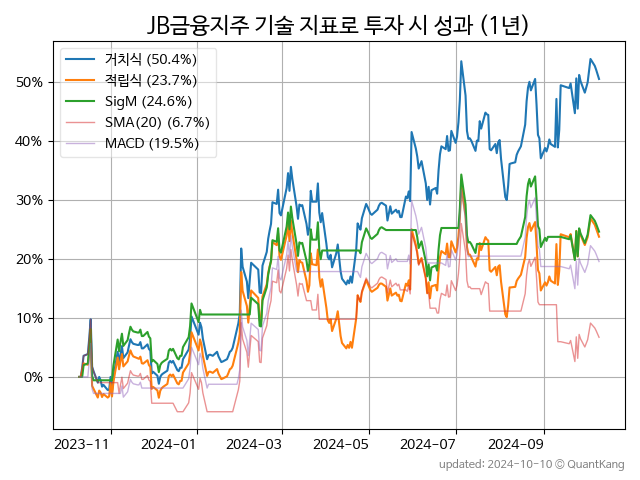 JB금융지주 기술 지표로 투자 시 성과 (1년)
거치식 (50.4%)
적립식 (23.7%)
SigM (24.6%)
SMA(20) (6.7%)
MACD (19.5%)
50%
40%
30%
20%
10%
0%
2023-11 2024-01 2024-03 2024-05 2024-07 2024-09
updated: 2024-10-10 © QuantKang